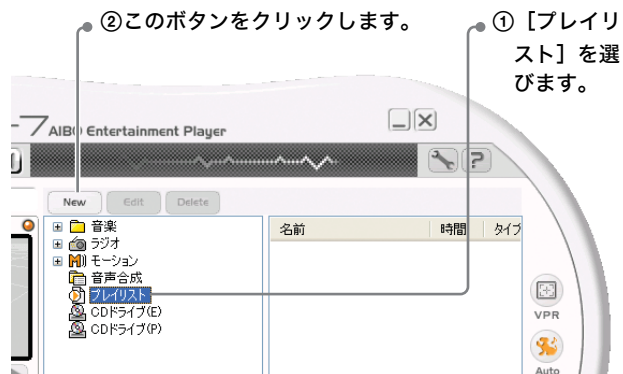 ②このボタンをクリックします。
① ［プレイリ
スト］を選
びます。
AIBO Entertainment Player
New Edit Delete
音楽
ラジオ
モーション
音声合成
プレイリスト
CDドライブ(E)
CDドライブ(P)
名前 時間 タイプ
VPR
Auto